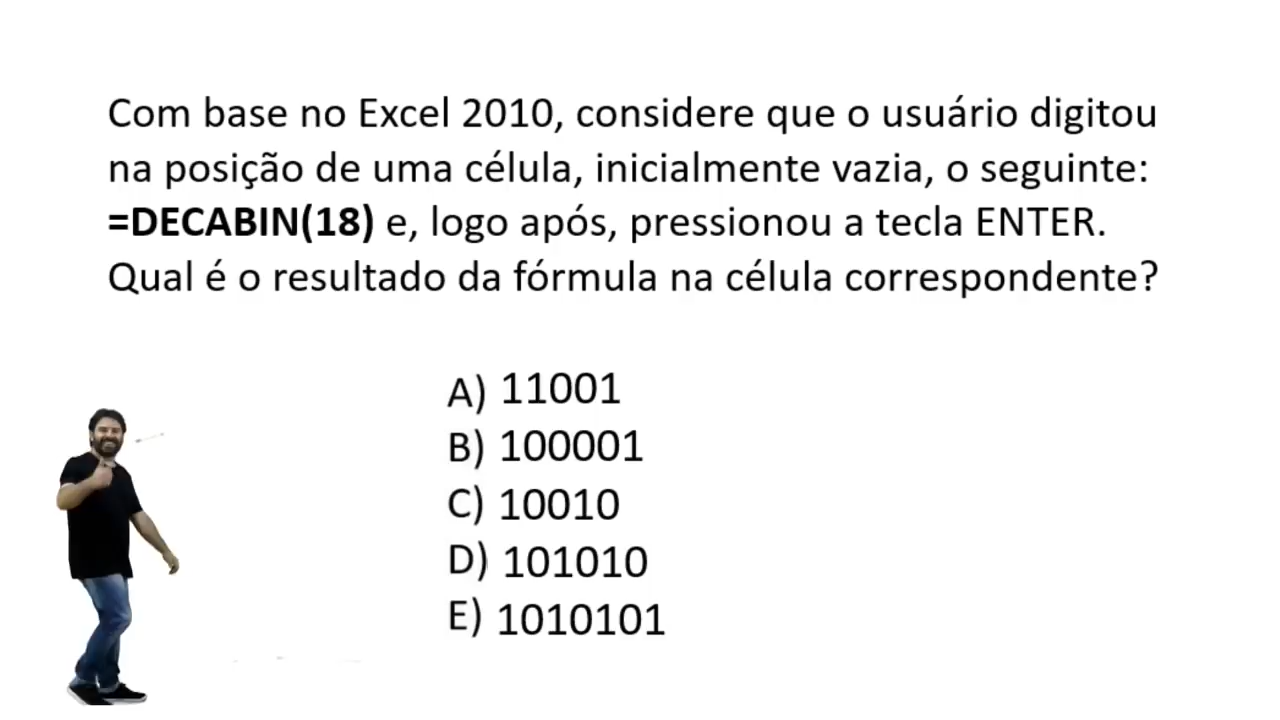 Com base no Excel 2010, considere que o usuário digitou
na posição de uma célula, inicialmente vazia, o seguinte:
=DECABIN(18) e, logo após, pressionou a tecla ENTER.
Qual é o resultado da fórmula na célula correspondente?
A) 11001
B) 100001
C) 10010
D) 101010
E) 1010101